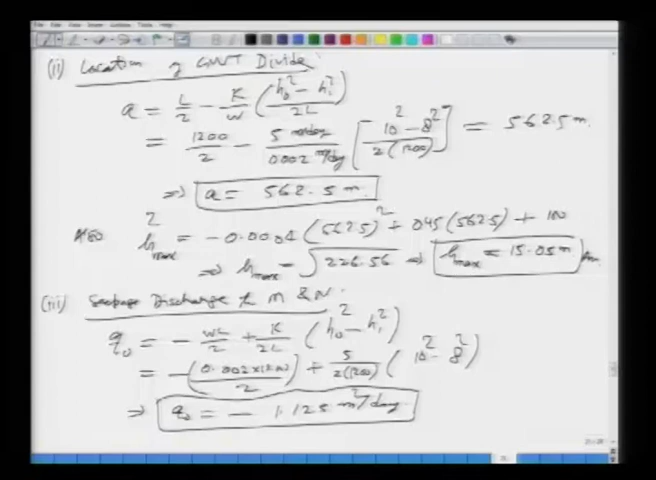 (ii) Location of GWT Divide
a = L/2 - K/W (h₀² - h₁² / 2L)
= 1200/2 - 5 m/day / 0.002 m/day [10² - 8² / 2(1200)] = 562.5 m.
⇒ a = 562.5 m.
Also h²max = -0.0004 (562.5)² + 0.45 (562.5) + 100
⇒ hmax = √226.56 ⇒ hmax = 15.05 m
(iii) Seepage Discharge to M & N.
q₀ = - WL/2 + K/2L (h₀² - h₁²)
= -(0.002×1200 / 2) + 5/2(1200) (10² - 8²)
⇒ q₀ = - 1.125 m²/day